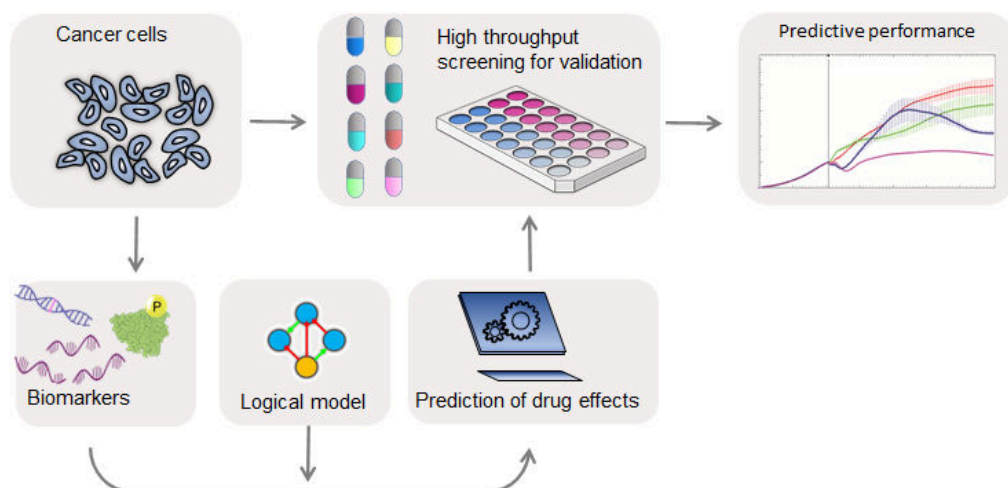 Cancer cells
High throughput
screening for validation
Predictive performance
P
Biomarkers
Logical model
Prediction of drug effects